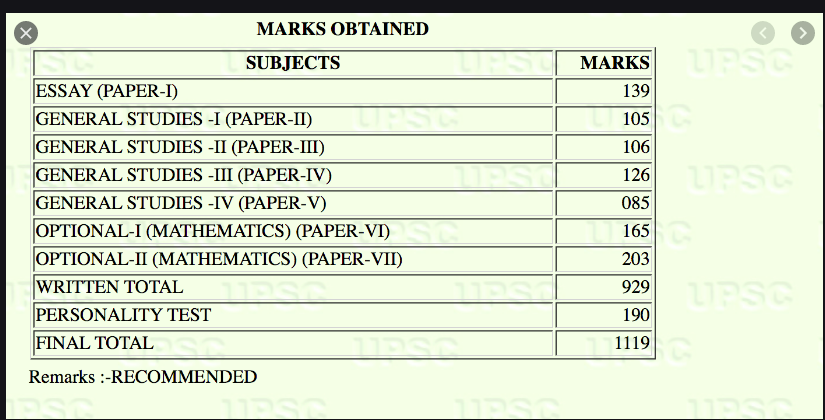 MARKS OBTAINED
SUBJECTS MARKS
ESSAY (PAPER-I) 139
GENERAL STUDIES -I (PAPER-II) 105
GENERAL STUDIES -II (PAPER-III) 106
GENERAL STUDIES -III (PAPER-IV) 126
GENERAL STUDIES -IV (PAPER-V) 085
OPTIONAL-I (MATHEMATICS) (PAPER-VI) 165
OPTIONAL-II (MATHEMATICS) (PAPER-VII) 203
WRITTEN TOTAL 929
PERSONALITY TEST 190
FINAL TOTAL 1119
Remarks :-RECOMMENDED